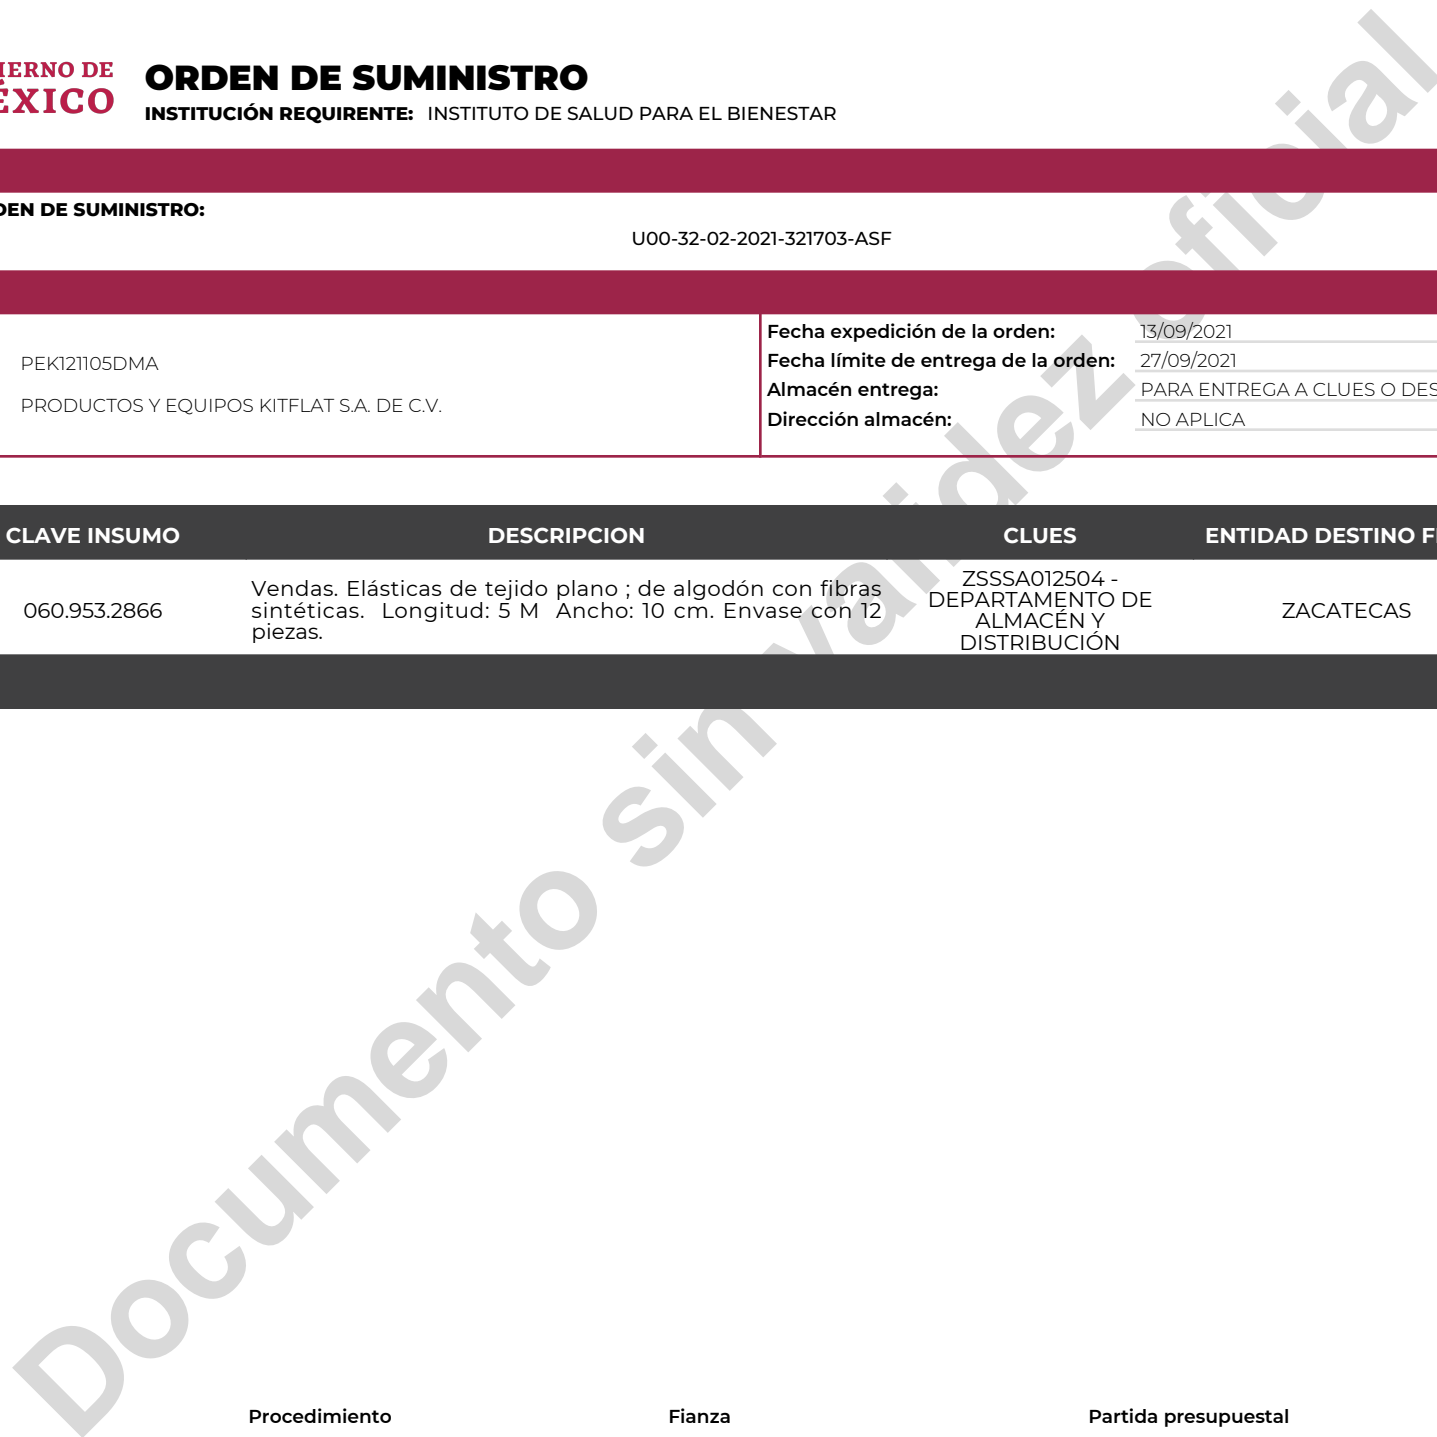 IERNO DE
ÉXICO
ORDEN DE SUMINISTRO
INSTITUCIÓN REQUIRENTE: INSTITUTO DE SALUD PARA EL BIENESTAR
DEN DE SUMINISTRO:
U00-32-02-2021-321703-ASF
PEK121105DMA
PRODUCTOS Y EQUIPOS KITFLAT S.A. DE C.V.
Fecha expedición de la orden: 13/09/2021
Fecha límite de entrega de la orden: 27/09/2021
Almacén entrega: PARA ENTREGA A CLUES O DES
Dirección almacén: NO APLICA
CLAVE INSUMO DESCRIPCION CLUES ENTIDAD DESTINO F
060.953.2866
Vendas. Elásticas de tejido plano ; de algodón con fibras
sintéticas. Longitud: 5 M Ancho: 10 cm. Envase con 12
piezas.
ZSSSA012504 -
DEPARTAMENTO DE
ALMACÉN Y
DISTRIBUCIÓN
ZACATECAS
Documento sin validez oficial
Procedimiento Fianza Partida presupuestal